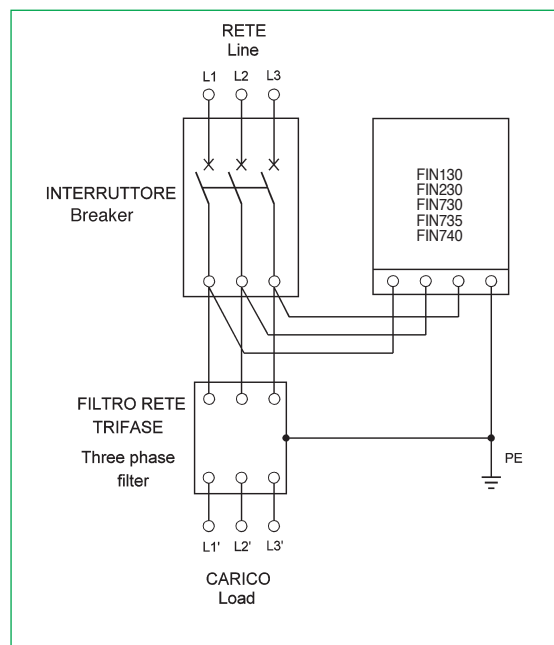 RETE
Line
L1 L2 L3
INTERRUTTORE
Breaker
FIN130
FIN230
FIN730
FIN735
FIN740
FILTRO RETE
TRIFASE
Three phase
filter
PE
L1' L2' L3'
CARICO
Load